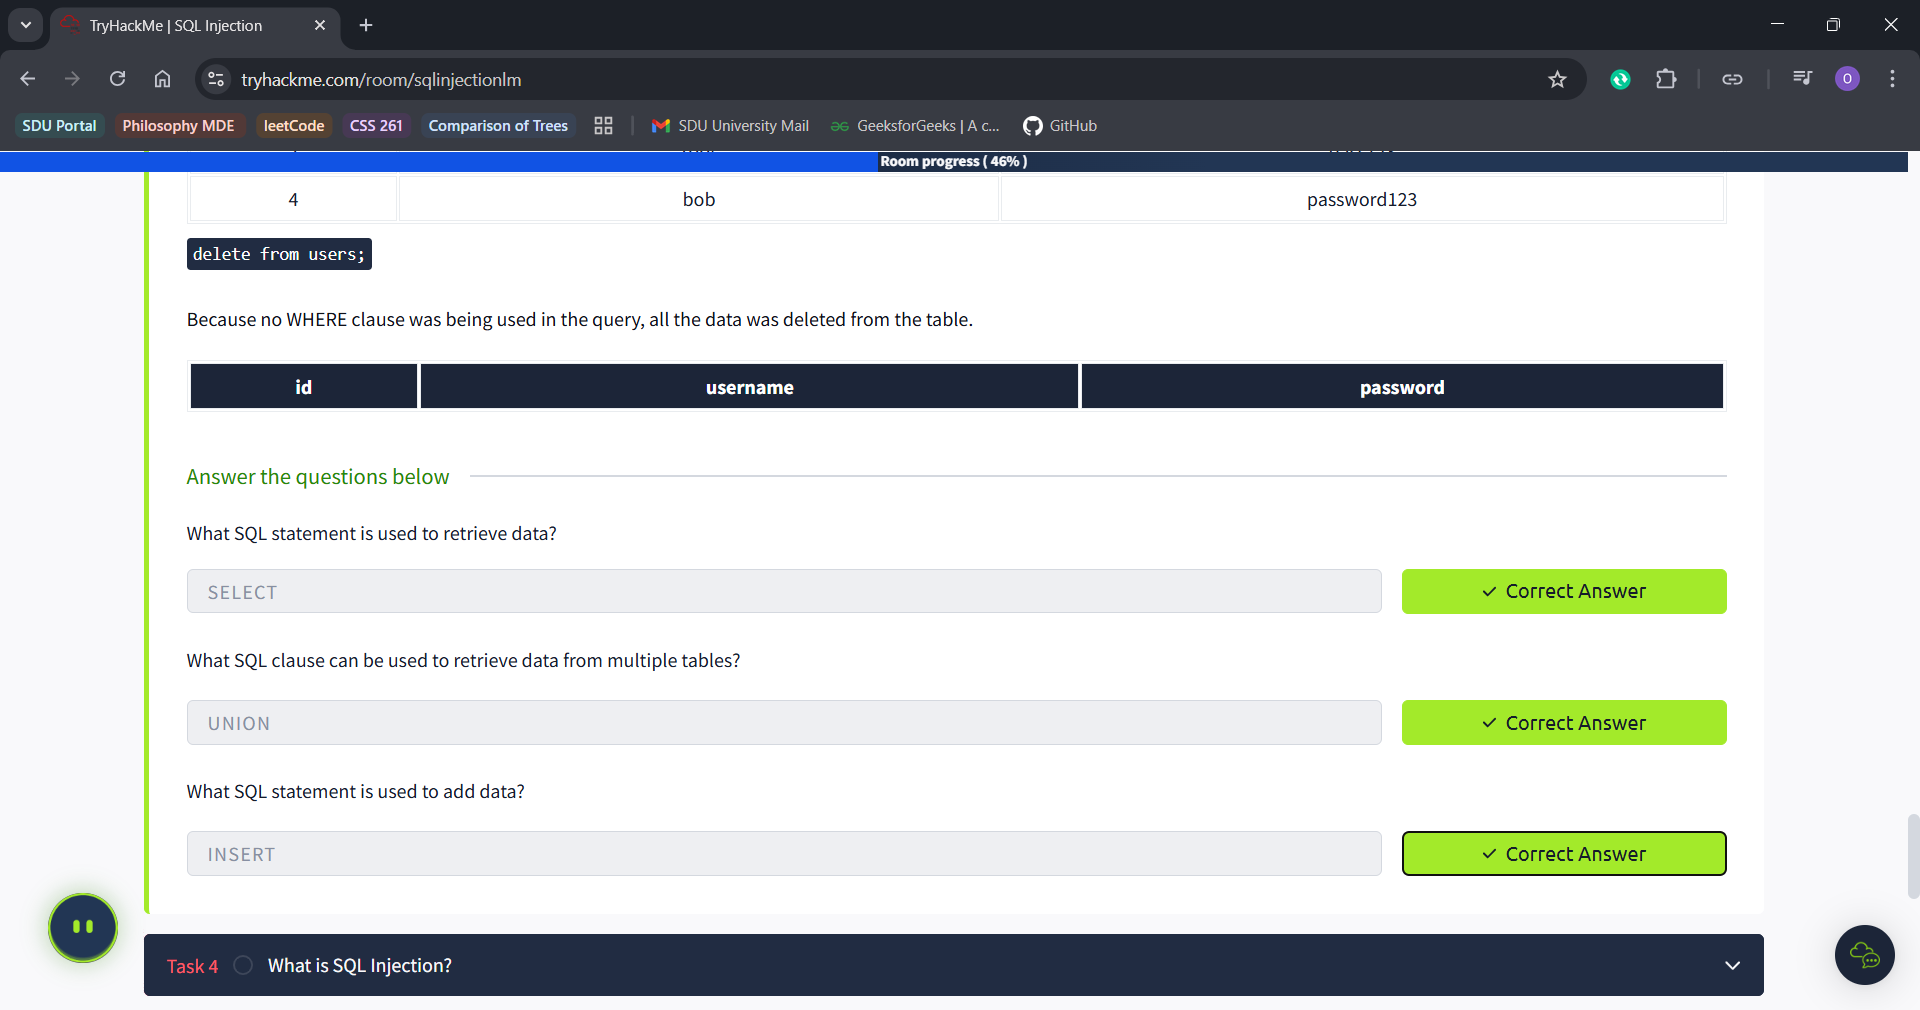 TryHackMe | SQL Injection
tryhackme.com/room/sqlinjectionlm
O
SDU Portal
Philosophy MDE
leetCode
CSS 261
Comparison of Trees
SDU University Mail
GeeksforGeeks | A c...
GitHub
Room progress ( 46% )
4 bob password123
delete from users;
Because no WHERE clause was being used in the query, all the data was deleted from the table.
id username password
Answer the questions below
What SQL statement is used to retrieve data?
SELECT
Correct Answer
What SQL clause can be used to retrieve data from multiple tables?
UNION
Correct Answer
What SQL statement is used to add data?
INSERT
Correct Answer
Task 4 What is SQL Injection?